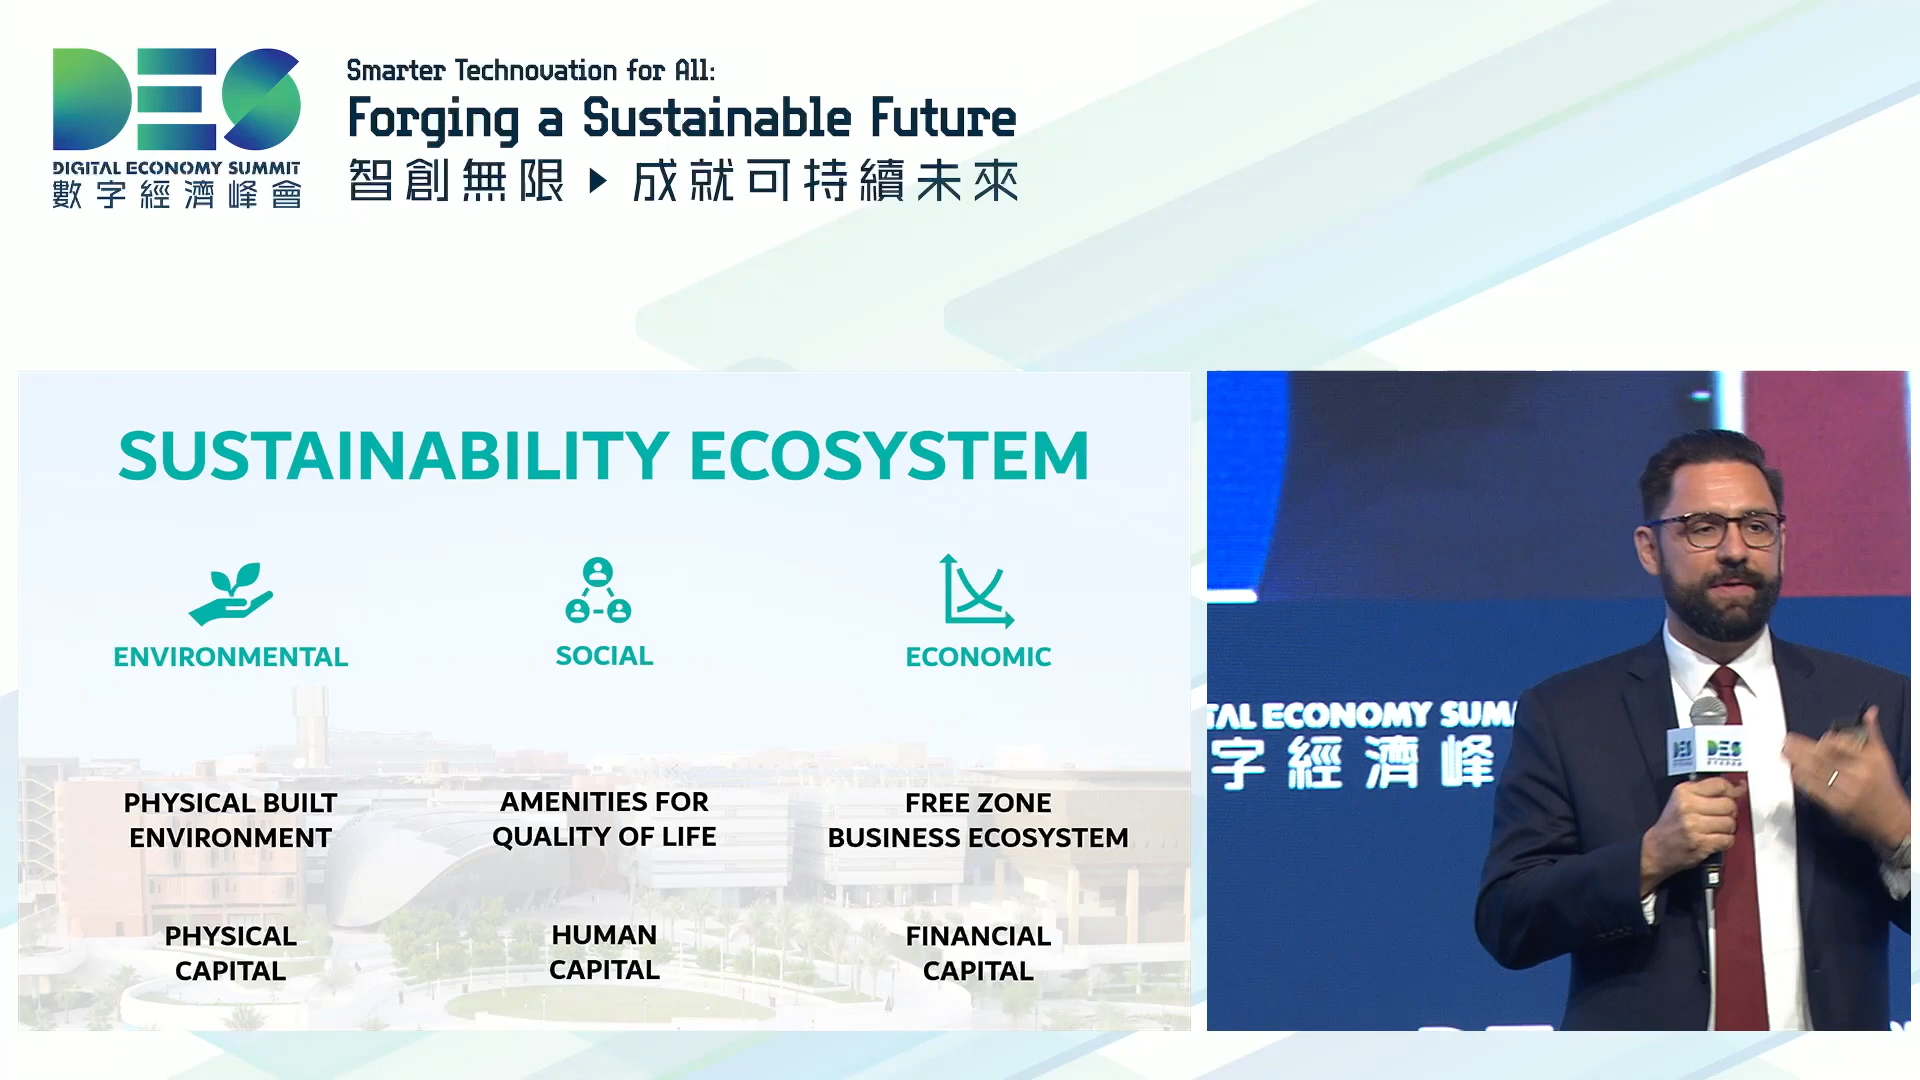 DES
DIGITAL ECONOMY SUMMIT
數字經濟峰會
Smarter Technovation for All:
Forging a Sustainable Future
智創無限 ▶ 成就可持續未來
SUSTAINABILITY ECOSYSTEM
ENVIRONMENTAL
SOCIAL
ECONOMIC
PHYSICAL BUILT
ENVIRONMENT
AMENITIES FOR
QUALITY OF LIFE
FREE ZONE
BUSINESS ECOSYSTEM
PHYSICAL
CAPITAL
HUMAN
CAPITAL
FINANCIAL
CAPITAL
TAL ECONOMY SUM
字經濟峰
DES
DES